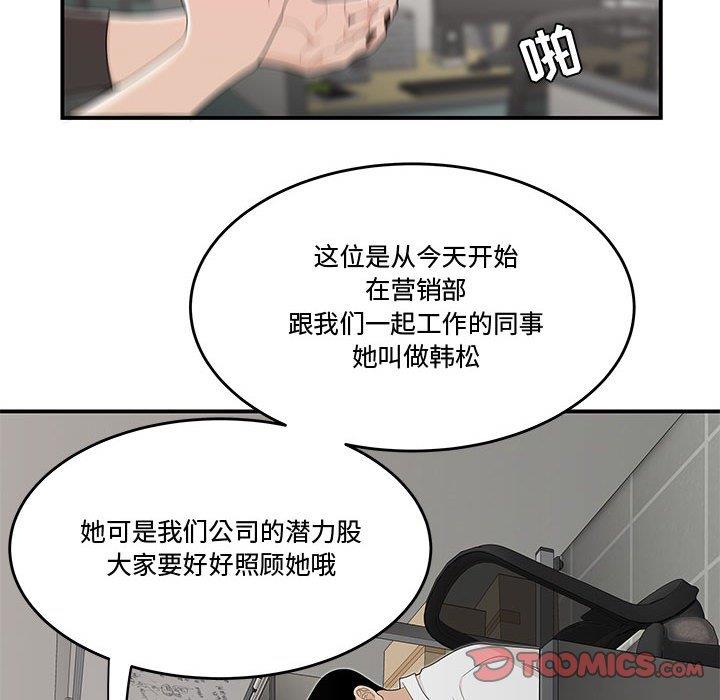 啪
这位是从今天开始
在营销部
跟我们一起工作的同事
她叫做韩松
她可是我们公司的潜力股
大家要好好照顾她哦
TOOMICS.COM